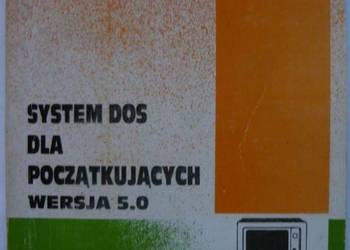 SYSTEM DOS
DLA
POCZĄTKUJĄCYCH
WERSJA 5.0